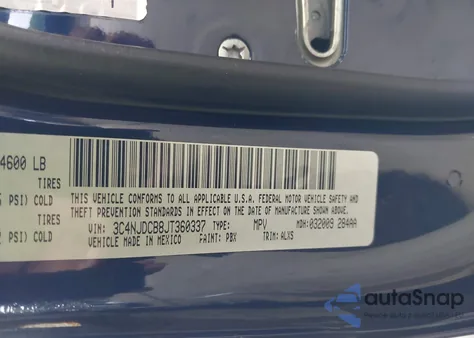 4600 LB
TIRES
PSI) COLD
TIRES
PSI) COLD
THIS VEHICLE CONFORMS TO ALL APPLICABLE U.S.A. FEDERAL MOTOR VEHICLE SAFETY AND
THEFT PREVENTION STANDARDS IN EFFECT ON THE DATE OF MANUFACTURE SHOWN ABOVE.
VIN: 3C4NJDCB8JT360337 TYPE: MPV MDH:032009 284AA
VEHICLE MADE IN MEXICO PAINT: PBX TRIM: ALX5
autoSnap